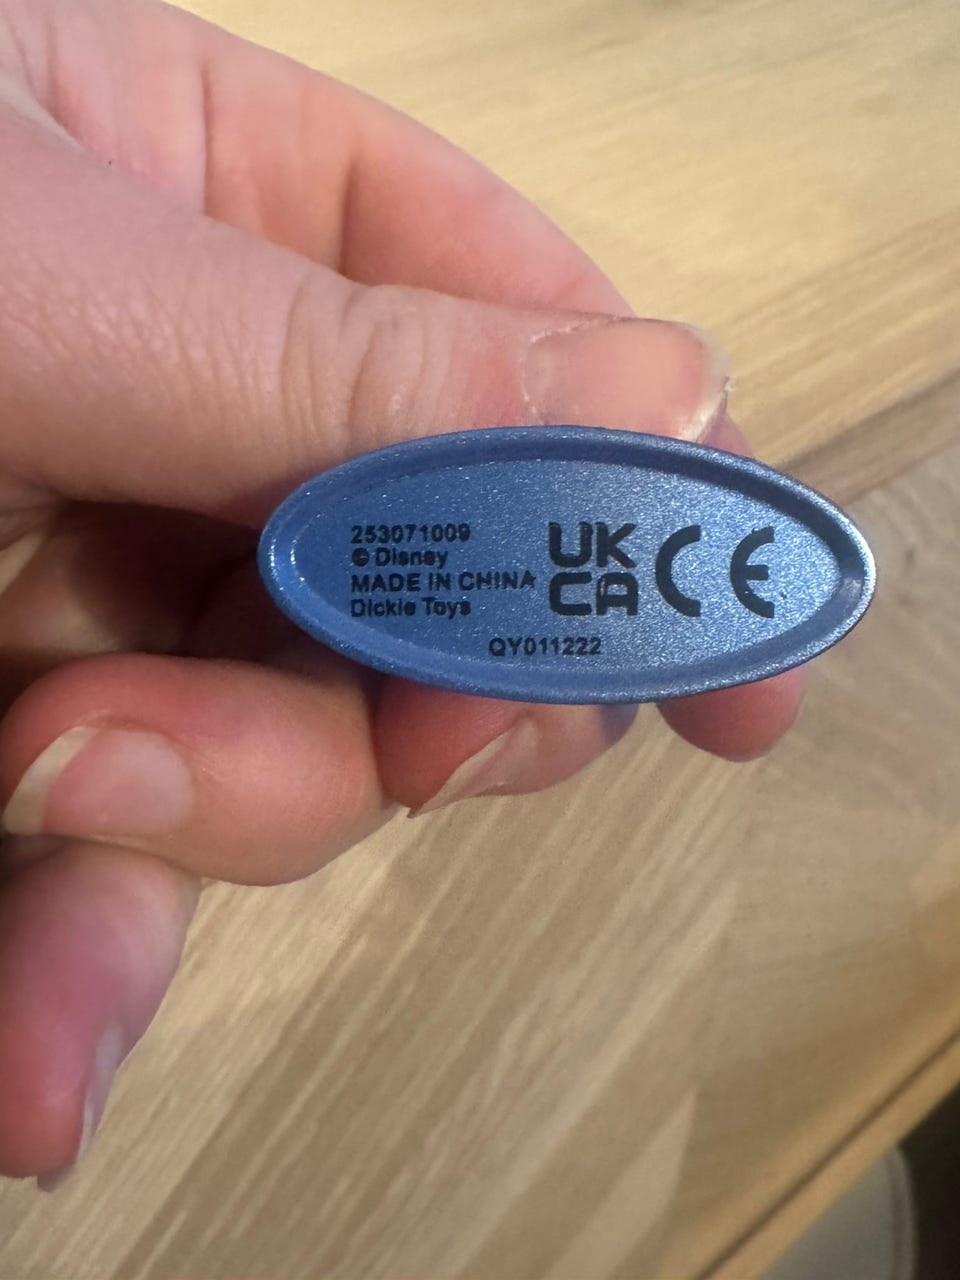 253071009
© Disney
MADE IN CHINA
Dickie Toys
UK
CA
CE
QY011222